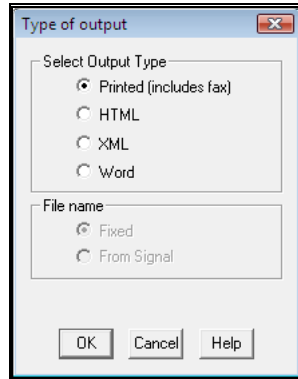 Type of output
Select Output Type
Printed (includes fax)
HTML
XML
Word
File name
Fixed
From Signal
OK Cancel Help